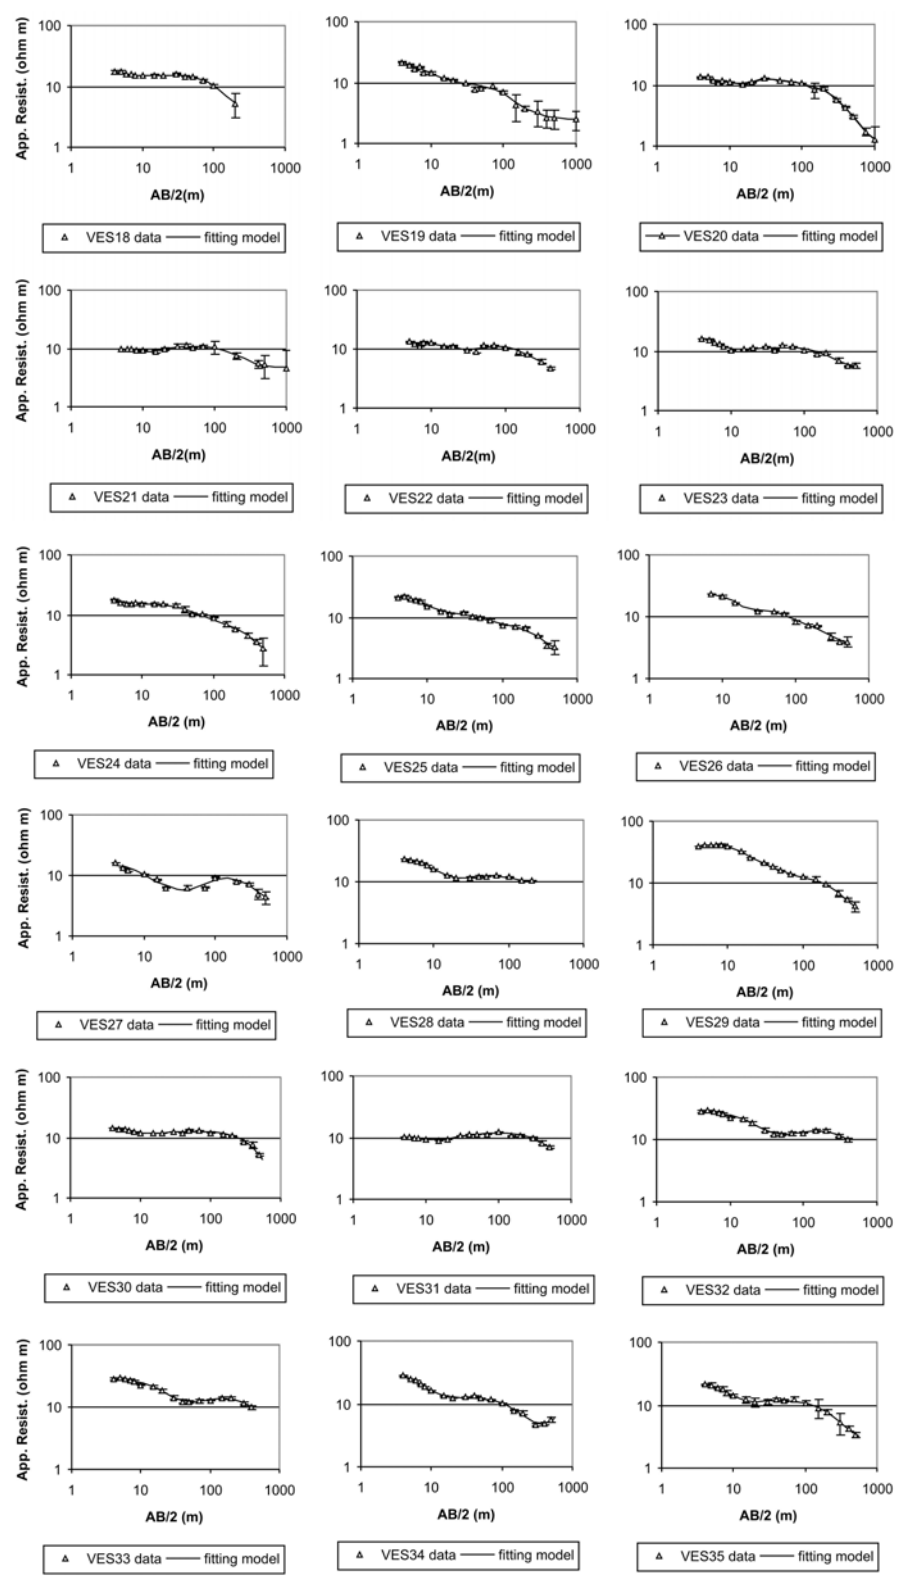 App. Resist. (ohm m)
100
10
1
1 10 100 1000
AB/2(m)
VES18 data fitting model
100
10
1
1 10 100 1000
AB/2(m)
VES19 data fitting model
100
10
1
1 10 100 1000
AB/2 (m)
VES20 data fitting model
App. Resist. (ohm m)
100
10
1
1 10 100 1000
AB/2(m)
VES21 data fitting model
100
10
1
1 10 100 1000
AB/2(m)
VES22 data fitting model
100
10
1
1 10 100 1000
AB/2(m)
VES23 data fitting model
App. Resist. (ohm m)
100
10
1
1 10 100 1000
AB/2 (m)
VES24 data fitting model
100
10
1
1 10 100 1000
AB/2 (m)
VES25 data fitting model
100
10
1
1 10 100 1000
AB/2 (m)
VES26 data fitting model
App. Resist. (ohm m)
100
10
1
1 10 100 1000
AB/2 (m)
VES27 data fitting model
100
10
1
1 10 100 1000
AB/2 (m)
VES28 data fitting model
100
10
1
1 10 100 1000
AB/2 (m)
VES29 data fitting model
App. Resist. (ohm m)
100
10
1
1 10 100 1000
AB/2 (m)
VES30 data fitting model
100
10
1
1 10 100 1000
AB/2 (m)
VES31 data fitting model
100
10
1
1 10 100 1000
AB/2 (m)
VES32 data fitting model
App. Resist. (ohm m)
100
10
1
1 10 100 1000
AB/2 (m)
VES33 data fitting model
100
10
1
1 10 100 1000
AB/2 (m)
VES34 data fitting model
100
10
1
1 10 100 1000
AB/2 (m)
VES35 data fitting model